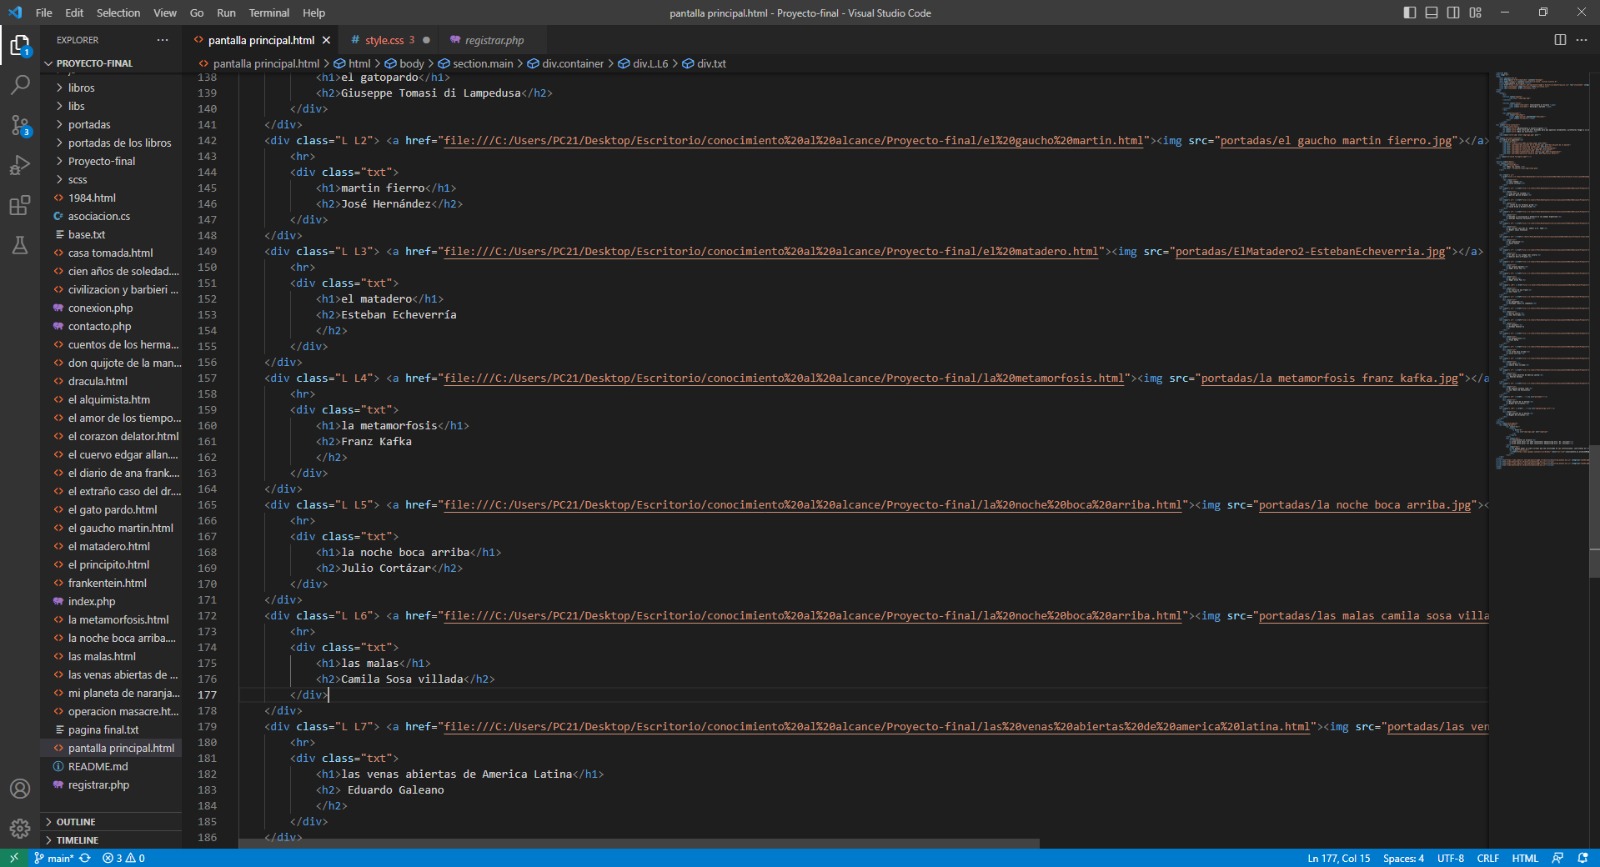 File Edit Selection View Go Run Terminal Help
pantalla principal.html - Proyecto-final - Visual Studio Code
EXPLORER
PROYECTO-FINAL
libros
libs
portadas
portadas de los libros
Proyecto-final
scss
1984.html
asociacion.cs
base.txt
casa tomada.html
cien años de soledad....
civilizacion y barbieri ...
conexion.php
contacto.php
cuentos de los herma...
don quijote de la man...
dracula.html
el alquimista.htm
el amor de los tiempo...
el corazon delator.html
el cuervo edgar allan....
el diario de ana frank....
el extraño caso del dr....
el gato pardo.html
el gaucho martin.html
el matadero.html
el principito.html
frankentein.html
index.php
la metamorfosis.html
la noche boca arriba....
las malas.html
las venas abiertas de ...
mi planeta de naranja...
operacion masacre.ht...
pagina final.txt
pantalla principal.html
README.md
registrar.php
OUTLINE
TIMELINE
pantalla principal.html
style.css 3
registrar.php
pantalla principal.html > html > body > section.main > div.container > div.L.L6 > div.txt
138 <h1>el gatopardo</h1>
139 <h2>Giuseppe Tomasi di Lampedusa</h2>
140 </div>
141 </div>
142 <div class="L L2"> <a href="file:///C:/Users/PC21/Desktop/Escritorio/conocimiento%20al%20alcance/Proyecto-final/el%20gaucho%20martin.html"><img src="portadas/el gaucho martin fierro.jpg"></a>
143 <hr>
144 <div class="txt">
145 <h1>martin fierro</h1>
146 <h2>José Hernández</h2>
147 </div>
148 </div>
149 <div class="L L3"> <a href="file:///C:/Users/PC21/Desktop/Escritorio/conocimiento%20al%20alcance/Proyecto-final/el%20matadero.html"><img src="portadas/ElMatadero2-EstebanEcheverria.jpg"></a>
150 <hr>
151 <div class="txt">
152 <h1>el matadero</h1>
153 <h2>Esteban Echeverría
154 </h2>
155 </div>
156 </div>
157 <div class="L L4"> <a href="file:///C:/Users/PC21/Desktop/Escritorio/conocimiento%20al%20alcance/Proyecto-final/la%20metamorfosis.html"><img src="portadas/la metamorfosis franz kafka.jpg"></a
158 <hr>
159 <div class="txt">
160 <h1>la metamorfosis</h1>
161 <h2>Franz Kafka
162 </h2>
163 </div>
164 </div>
165 <div class="L L5"> <a href="file:///C:/Users/PC21/Desktop/Escritorio/conocimiento%20al%20alcance/Proyecto-final/la%20noche%20boca%20arriba.html"><img src="portadas/la noche boca arriba.jpg"><
166 <hr>
167 <div class="txt">
168 <h1>la noche boca arriba</h1>
169 <h2>Julio Cortázar</h2>
170 </div>
171 </div>
172 <div class="L L6"> <a href="file:///C:/Users/PC21/Desktop/Escritorio/conocimiento%20al%20alcance/Proyecto-final/la%20noche%20boca%20arriba.html"><img src="portadas/las malas camila sosa villa
173 <hr>
174 <div class="txt">
175 <h1>las malas</h1>
176 <h2>Camila Sosa villada</h2>
177 </div>
178 </div>
179 <div class="L L7"> <a href="file:///C:/Users/PC21/Desktop/Escritorio/conocimiento%20al%20alcance/Proyecto-final/las%20venas%20abiertas%20de%20america%20latina.html"><img src="portadas/las ven
180 <hr>
181 <div class="txt">
182 <h1>las venas abiertas de America Latina</h1>
183 <h2> Eduardo Galeano
184 </h2>
185 </div>
186 </div>
main* 3 0
Ln 177, Col 15 Spaces: 4 UTF-8 CRLF HTML